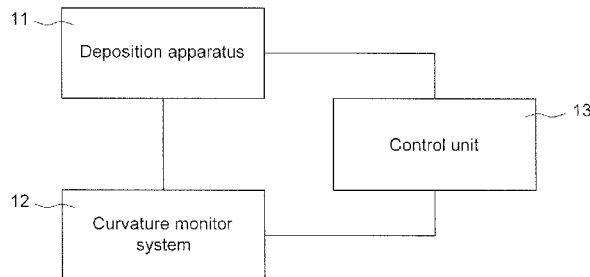 11
Deposition apparatus
13
Control unit
12
Curvature monitor
system